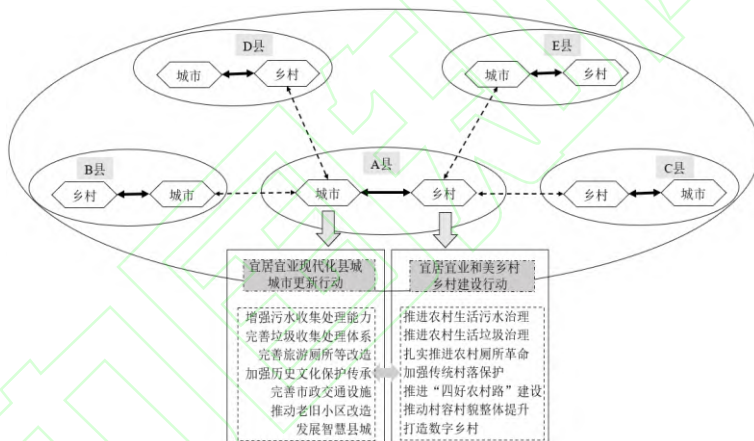 D县
城市
乡村
E县
城市
乡村
B县
乡村
城市
A县
城市
乡村
C县
乡村
城市
宜居宜业现代化县城
城市更新行动
增强污水收集处理能力
完善垃圾收集处理体系
完善旅游厕所等改造
加强历史文化保护传承
完善市政交通设施
推动老旧小区改造
发展智慧县城
宜居宜业和美乡村
乡村建设行动
推进农村生活污水治理
推进农村生活垃圾治理
扎实推进农村厕所革命
加强传统村落保护
推进“四好农村路”建设
推动村容村貌整体提升
打造数字乡村